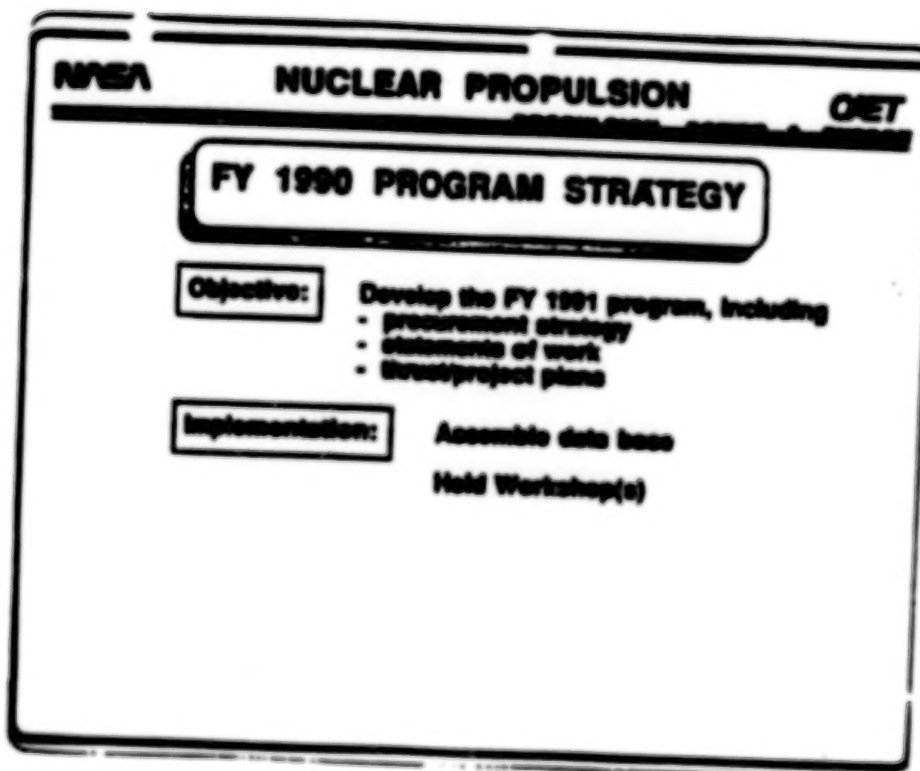 NASA
NUCLEAR PROPULSION
OAET
FY 1990 PROGRAM STRATEGY
Objective:
Develop the FY 1991 program, including
- procurement strategy
- statements of work
- thrust/project plans
Implementation:
Assemble data base
Hold Workshop(s)